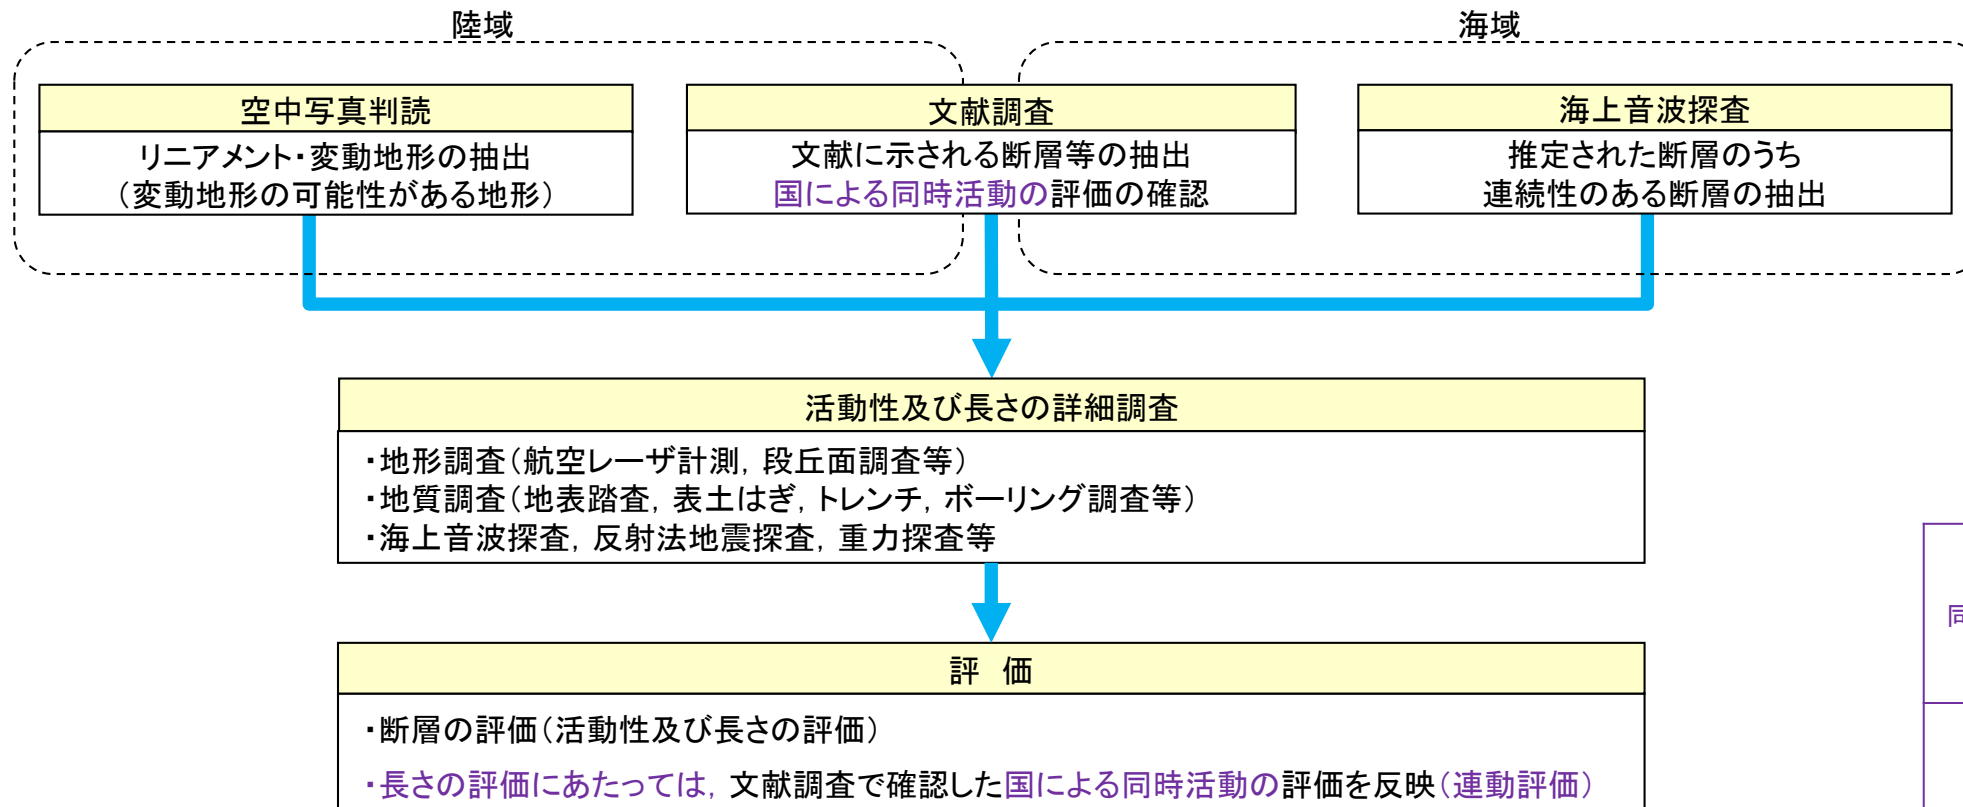 陸域
海域
空中写真判読
リニアメント・変動地形の抽出
（変動地形の可能性がある地形）
文献調査
文献に示される断層等の抽出
国による同時活動の評価の確認
海上音波探査
推定された断層のうち
連続性のある断層の抽出
活動性及び長さの詳細調査
・地形調査（航空レーザ計測，段丘面調査等）
・地質調査（地表踏査，表土はぎ，トレンチ，ボーリング調査等）
・海上音波探査，反射法地震探査，重力探査等
評　価
・断層の評価（活動性及び長さの評価）
・長さの評価にあたっては，文献調査で確認した国による同時活動の評価を反映（連動評価）